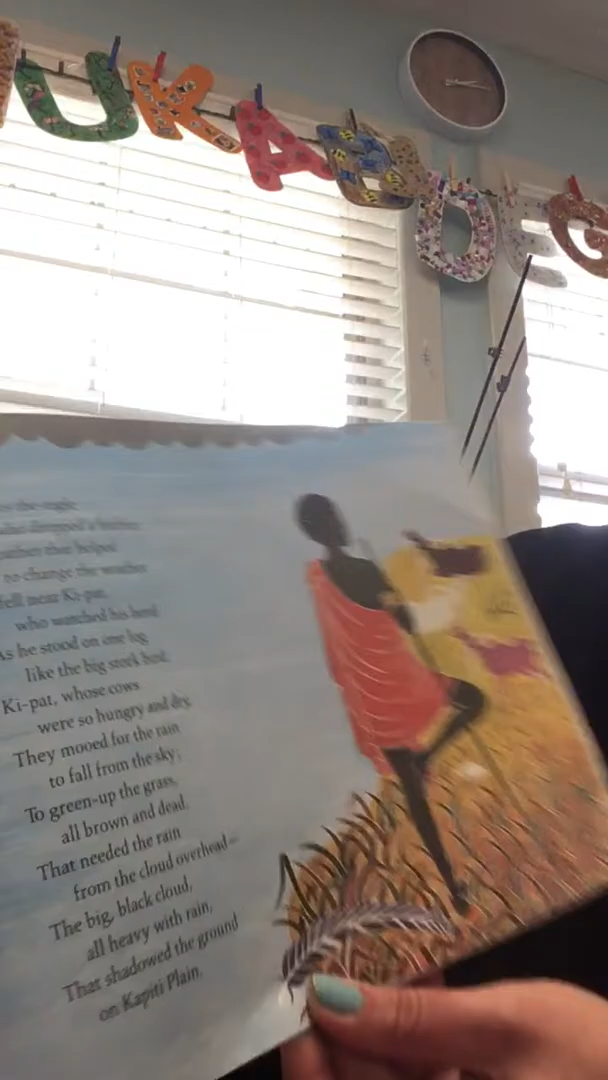 U K A B D E G
Ki-pat,
who watched his herd
As he stood on one leg
like the big stork bird;
Ki-pat, whose cows
were so hungry and dry,
They mooed for the rain
to fall from the sky;
To green-up the grass,
all brown and dead,
That needed the rain
from the cloud overhead—
The big, black cloud,
all heavy with rain,
That shadowed the ground
on Kapiti Plain.